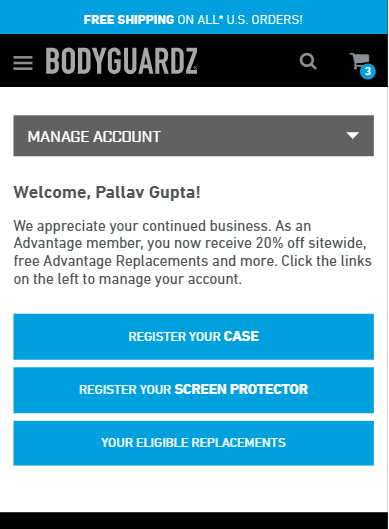 FREE SHIPPING ON ALL* U.S. ORDERS!
BODYGUARDZ
3
MANAGE ACCOUNT
Welcome, Pallav Gupta!
We appreciate your continued business. As an
Advantage member, you now receive 20% off sitewide,
free Advantage Replacements and more. Click the links
on the left to manage your account.
REGISTER YOUR CASE
REGISTER YOUR SCREEN PROTECTOR
YOUR ELIGIBLE REPLACEMENTS